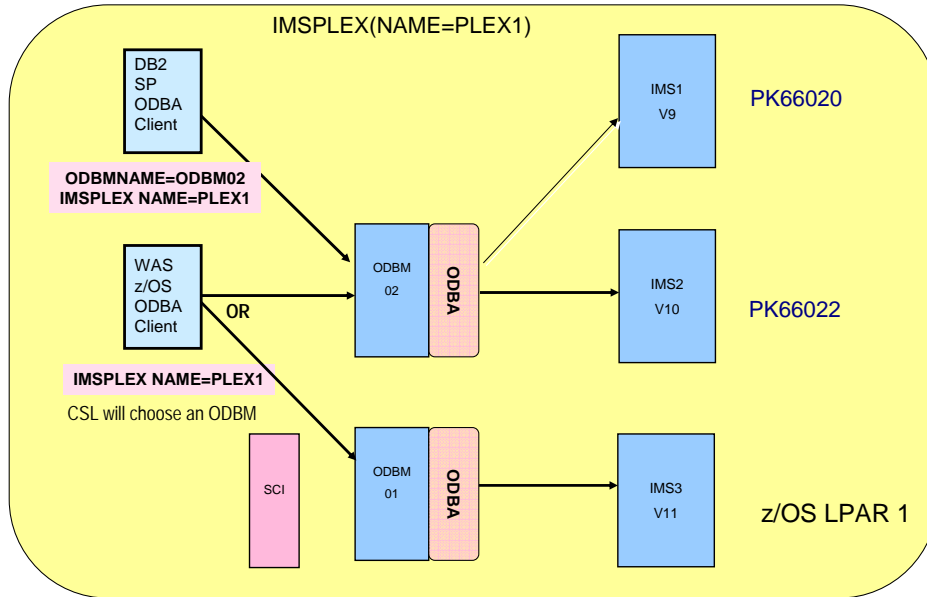 IMSPLEX(NAME=PLEX1)
DB2
SP
ODBA
Client
IMS1
V9
PK66020
ODBMNAME=ODBM02
IMSPLEX NAME=PLEX1
WAS
z/OS
ODBA
Client
OR
ODBM
02
ODBA
IMS2
V10
PK66022
IMSPLEX NAME=PLEX1
CSL will choose an ODBM
SCI
ODBM
01
ODBA
IMS3
V11
z/OS LPAR 1